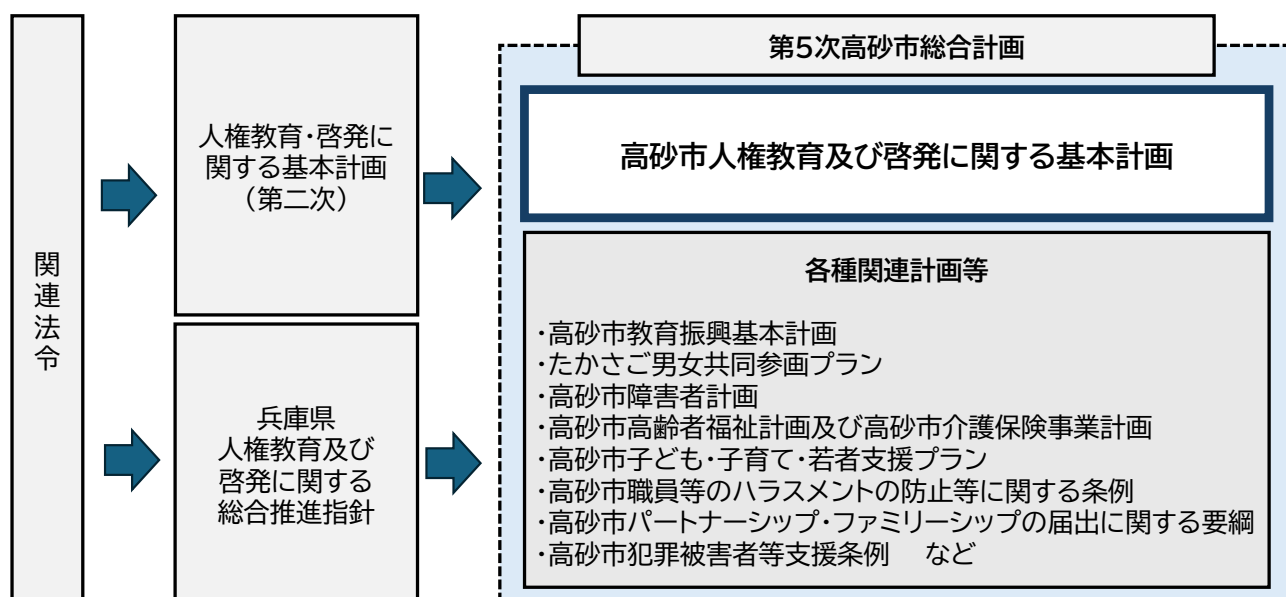 関連法令
人権教育・啓発に
関する基本計画
（第二次）
兵庫県
人権教育及び
啓発に関する
総合推進指針
第5次高砂市総合計画
高砂市人権教育及び啓発に関する基本計画
各種関連計画等
・高砂市教育振興基本計画
・たかさご男女共同参画プラン
・高砂市障害者計画
・高砂市高齢者福祉計画及び高砂市介護保険事業計画
・高砂市子ども・子育て・若者支援プラン
・高砂市職員等のハラスメントの防止等に関する条例
・高砂市パートナーシップ・ファミリーシップの届出に関する要綱
・高砂市犯罪被害者等支援条例　など